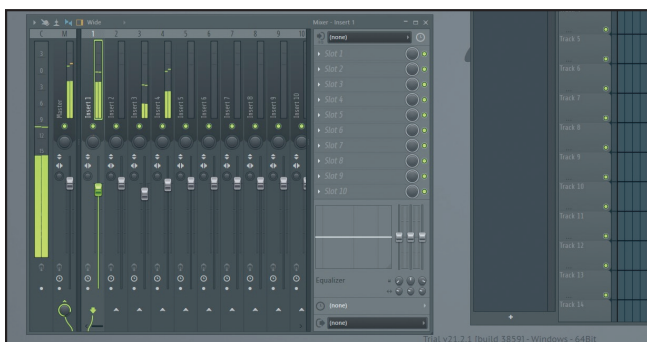 Wide
Mixer - Insert 1
C M 1 2 3 4 5 6 7 8 9 10
(none)
Master
Insert 1
Insert 2
Insert 3
Insert 4
Insert 5
Insert 6
Insert 7
Insert 8
Insert 9
Insert 10
Slot 1
Slot 2
Slot 3
Slot 4
Slot 5
Slot 6
Slot 7
Slot 8
Slot 9
Slot 10
Equalizer
(none)
(none)
Track 5
Track 6
Track 7
Track 8
Track 9
Track 10
Track 11
Track 12
Track 13
Track 14
+
Trial v21.2.1 [build 3859] - Windows - 64Bit